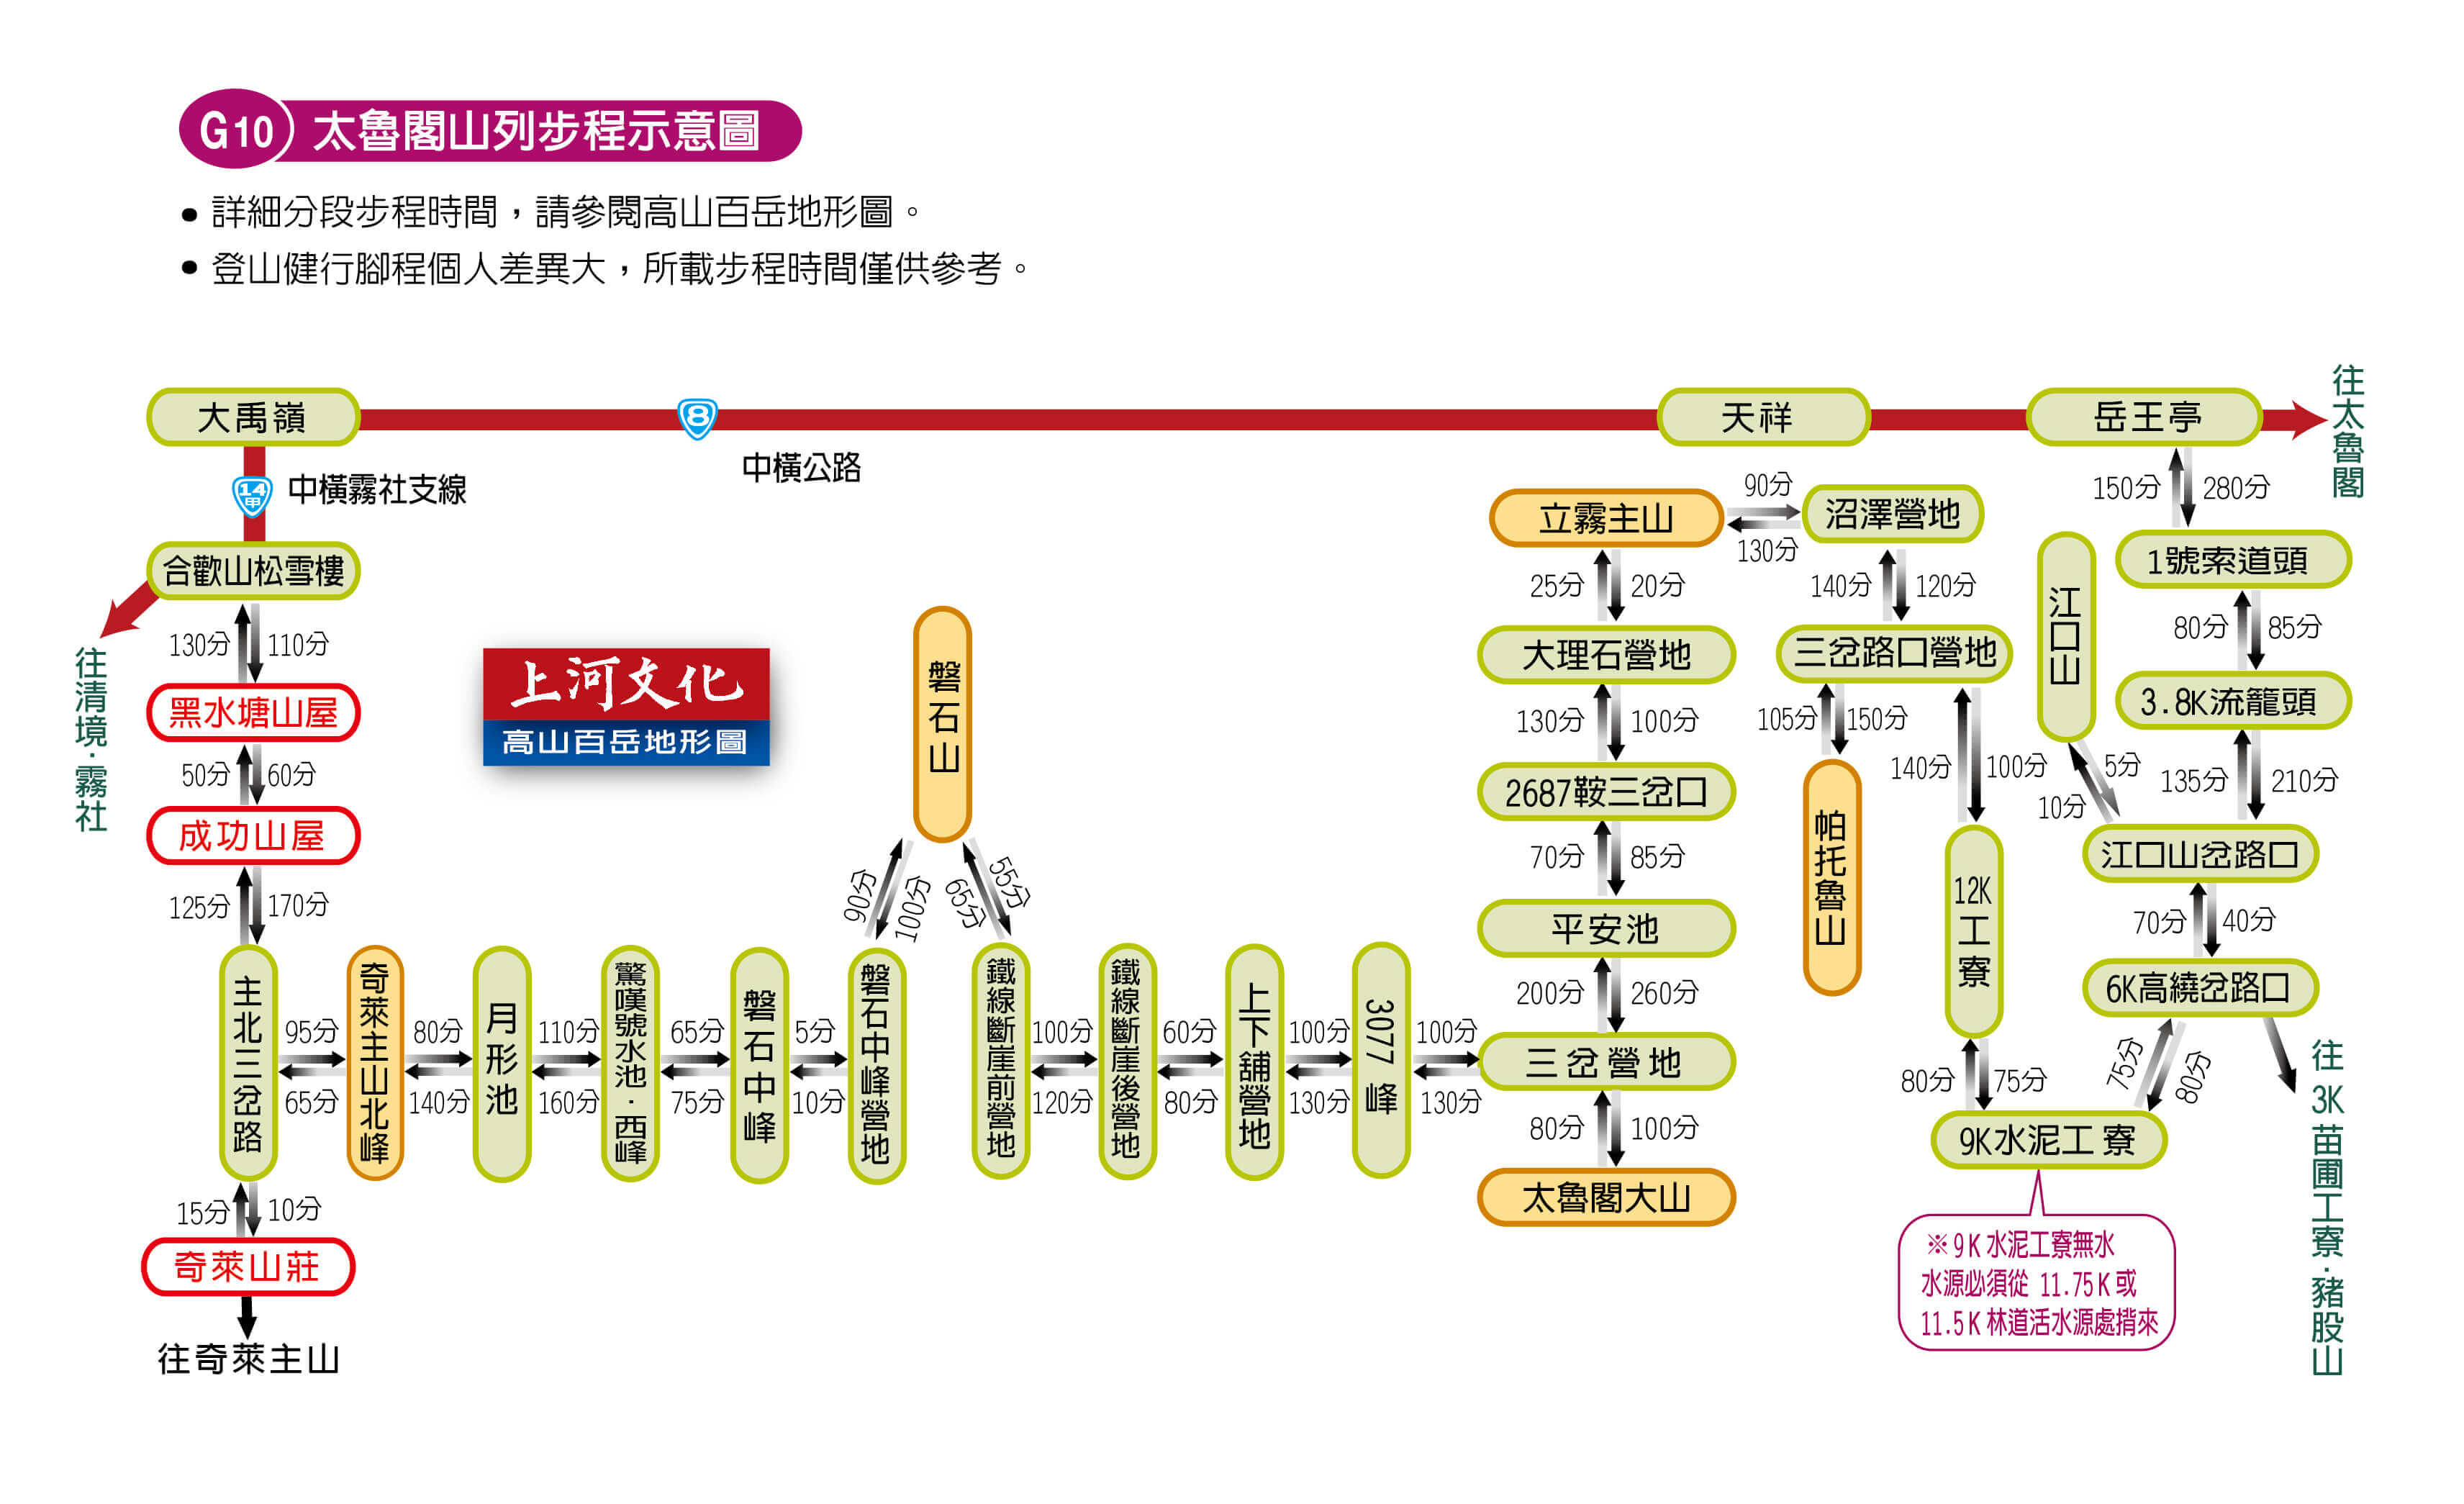 G10 太魯閣山列步程示意圖
• 詳細分段步程時間，請參閱高山百岳地形圖。
• 登山健行腳程個人差異大，所載步程時間僅供參考。
往太魯閣
大禹嶺
8
中橫公路
天祥
岳王亭
14甲
中橫霧社支線
150分
280分
立霧主山
90分
130分
沼澤營地
合歡山松雪樓
1號索道頭
25分
20分
140分
120分
江口山
130分
110分
往清境·霧社
80分
85分
上河文化
高山百岳地形圖
磐石山
大理石營地
三岔路口營地
黑水塘山屋
3.8K流籠頭
130分
100分
105分
150分
140分
100分
50分
60分
5分
10分
135分
210分
2687鞍三岔口
帕托魯山
成功山屋
12K工寮
江口山岔路口
70分
85分
125分
170分
90分
100分
65分
55分
70分
40分
平安池
主北三岔路
奇萊主山北峰
月形池
驚嘆號水池·西峰
磐石中峰
磐石中峰營地
鐵線斷崖前營地
鐵線斷崖後營地
上下舖營地
3077峰
6K高繞岔路口
200分
260分
95分
65分
80分
140分
110分
160分
65分
75分
5分
10分
100分
120分
60分
80分
100分
130分
100分
130分
三岔營地
80分
75分
75分
80分
往3K苗圃工寮·豬股山
80分
100分
9K水泥工寮
太魯閣大山
15分
10分
奇萊山莊
※9K水泥工寮無水
水源必須從 11.75K或
11.5K林道活水源處揹來
往奇萊主山